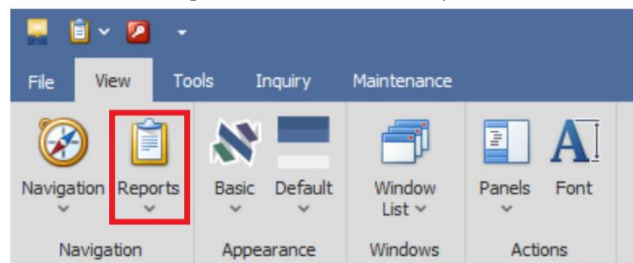 File View Tools Inquiry Maintenance
Navigation Reports Basic Default Window List Panels Font
Navigation Appearance Windows Actions